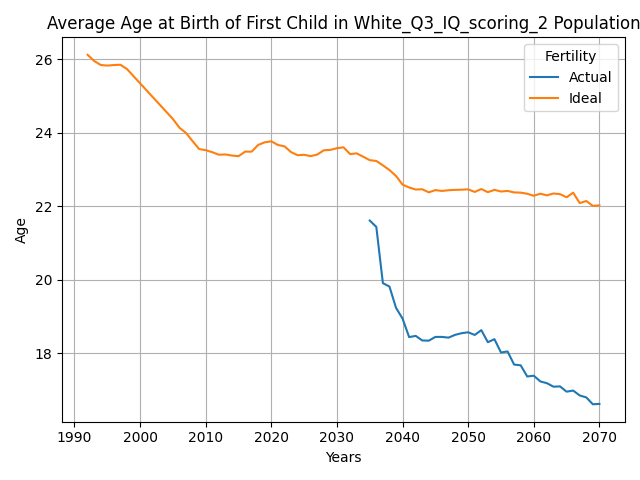 Average Age at Birth of First Child in White_Q3_IQ_scoring_2 Population
Fertility
Actual
Ideal
Age
26
24
22
20
18
1990 2000 2010 2020 2030 2040 2050 2060 2070
Years